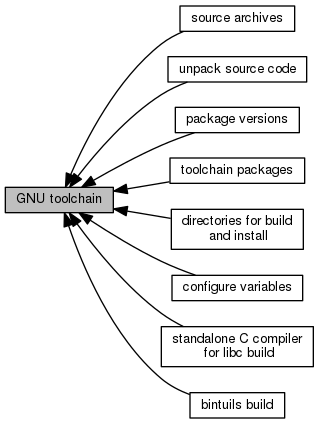 source archives
unpack source code
package versions
toolchain packages
GNU toolchain
directories for build
and install
configure variables
standalone C compiler
for libc build
bintuils build